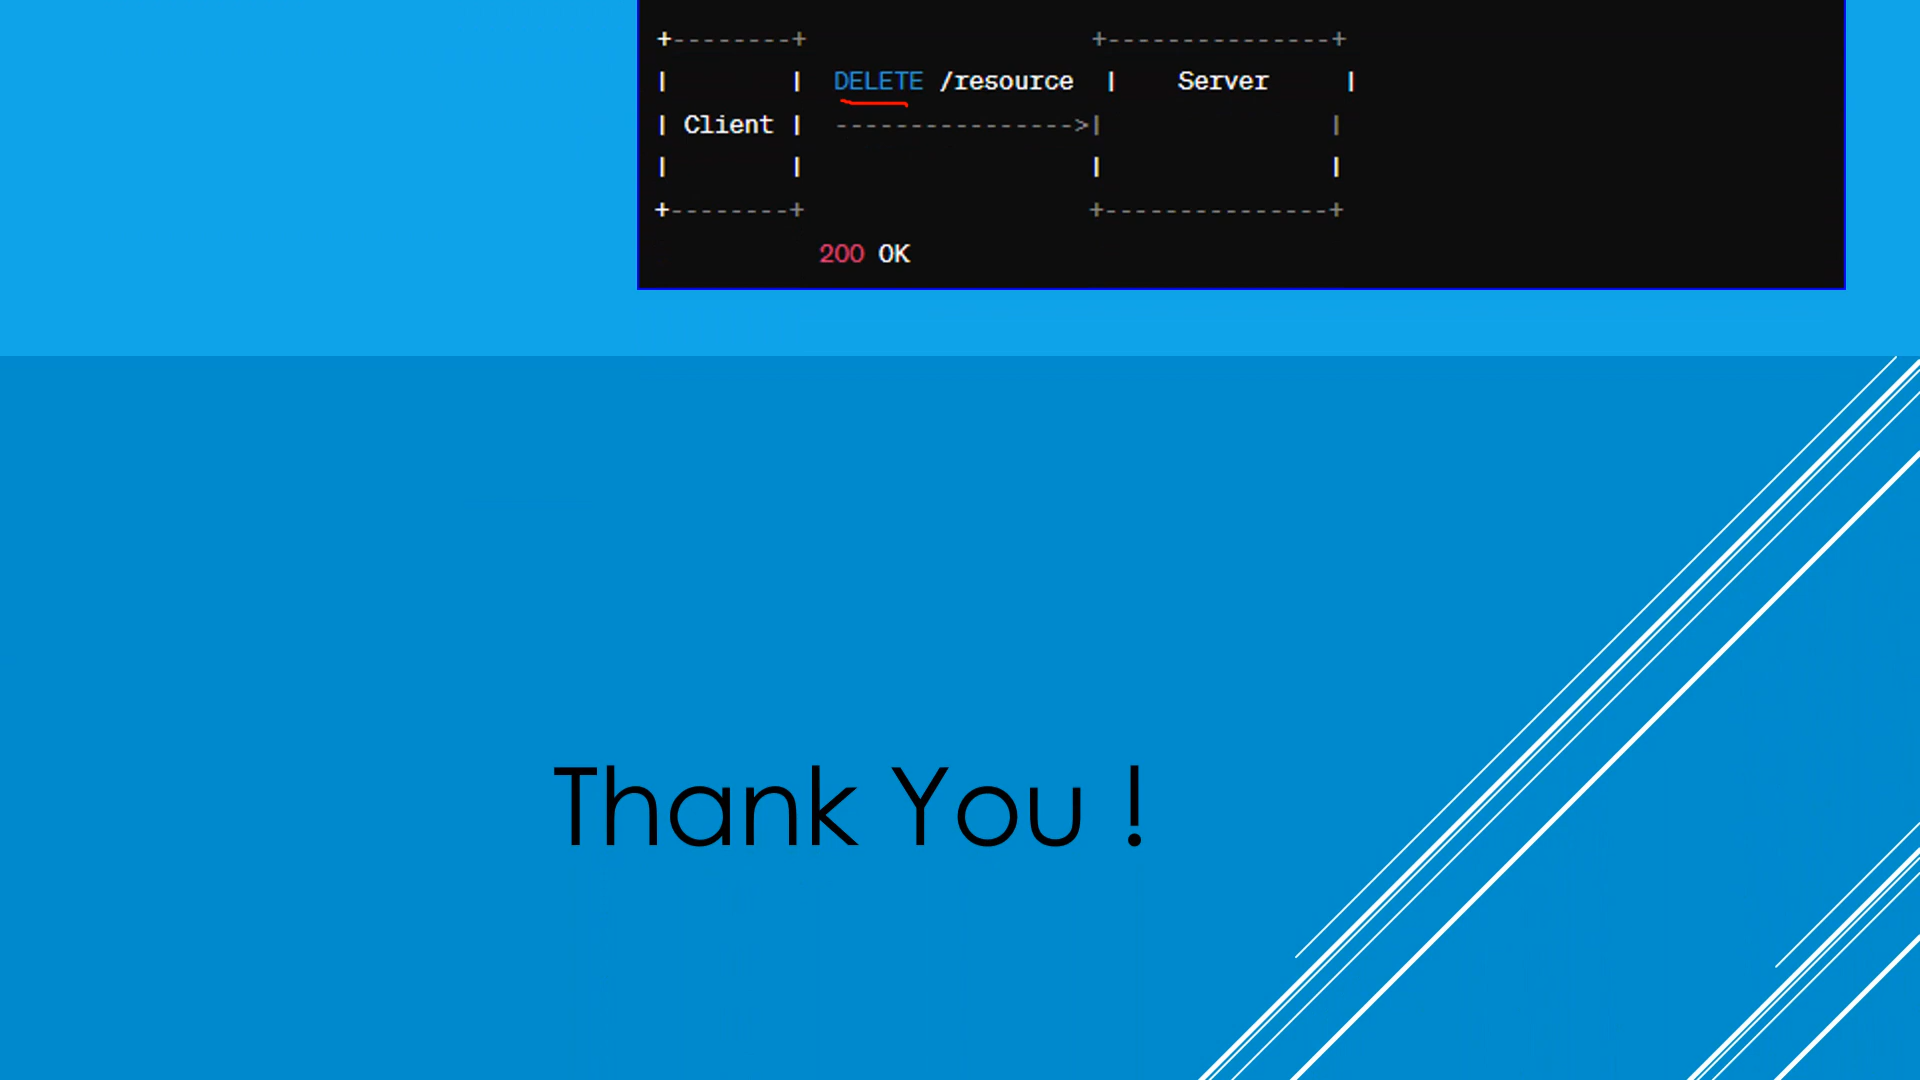 +--------+                    +---------------+
|        |  DELETE /resource  |    Server     |
| Client |  ---------------->|               |
|        |                   |               |
+--------+                   +---------------+
200 OK
Thank You !